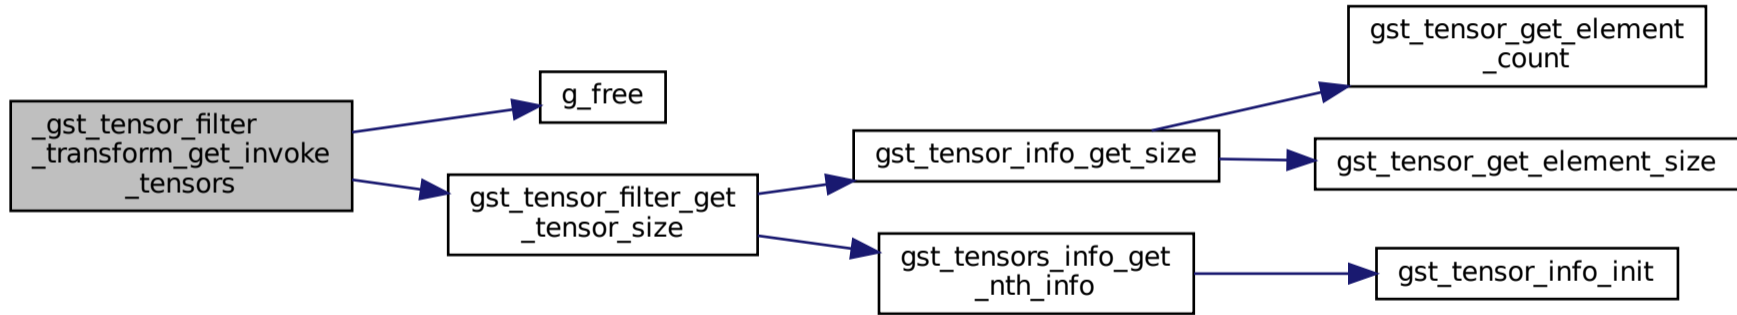 _gst_tensor_filter
_transform_get_invoke
_tensors
g_free
gst_tensor_filter_get
_tensor_size
gst_tensor_info_get_size
gst_tensors_info_get
_nth_info
gst_tensor_get_element
_count
gst_tensor_get_element_size
gst_tensor_info_init